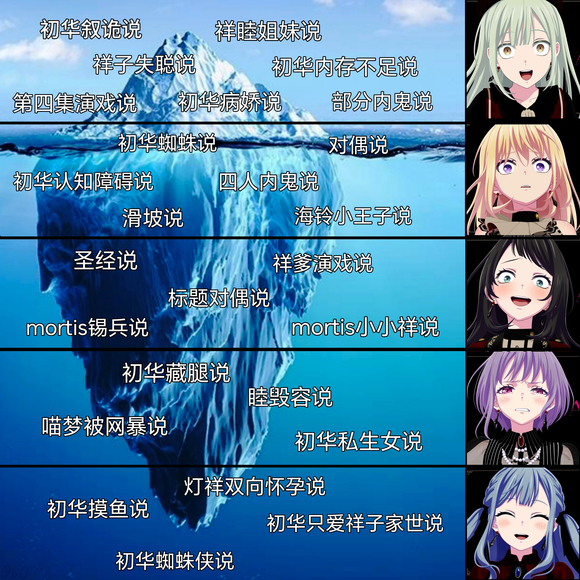 初华叙诡说
祥睦姐妹说
祥子失聪说
初华内存不足说
第四集演戏说
初华病娇说
部分内鬼说
初华蜘蛛说
对偶说
初华认知障碍说
四人内鬼说
滑坡说
海铃小王子说
圣经说
祥爹演戏说
标题对偶说
mortis锡兵说
mortis小小祥说
初华藏腿说
睦毁容说
喵梦被网暴说
初华私生女说
灯祥双向怀孕说
初华摸鱼说
初华只爱祥子家世说
初华蜘蛛侠说